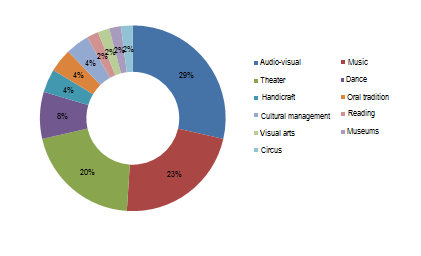 2%
2%
2%
2%
4%
4%
4%
8%
20%
23%
29%
Audio-visual
Music
Theater
Dance
Handicraft
Oral tradition
Cultural management
Reading
Visual arts
Museums
Circus